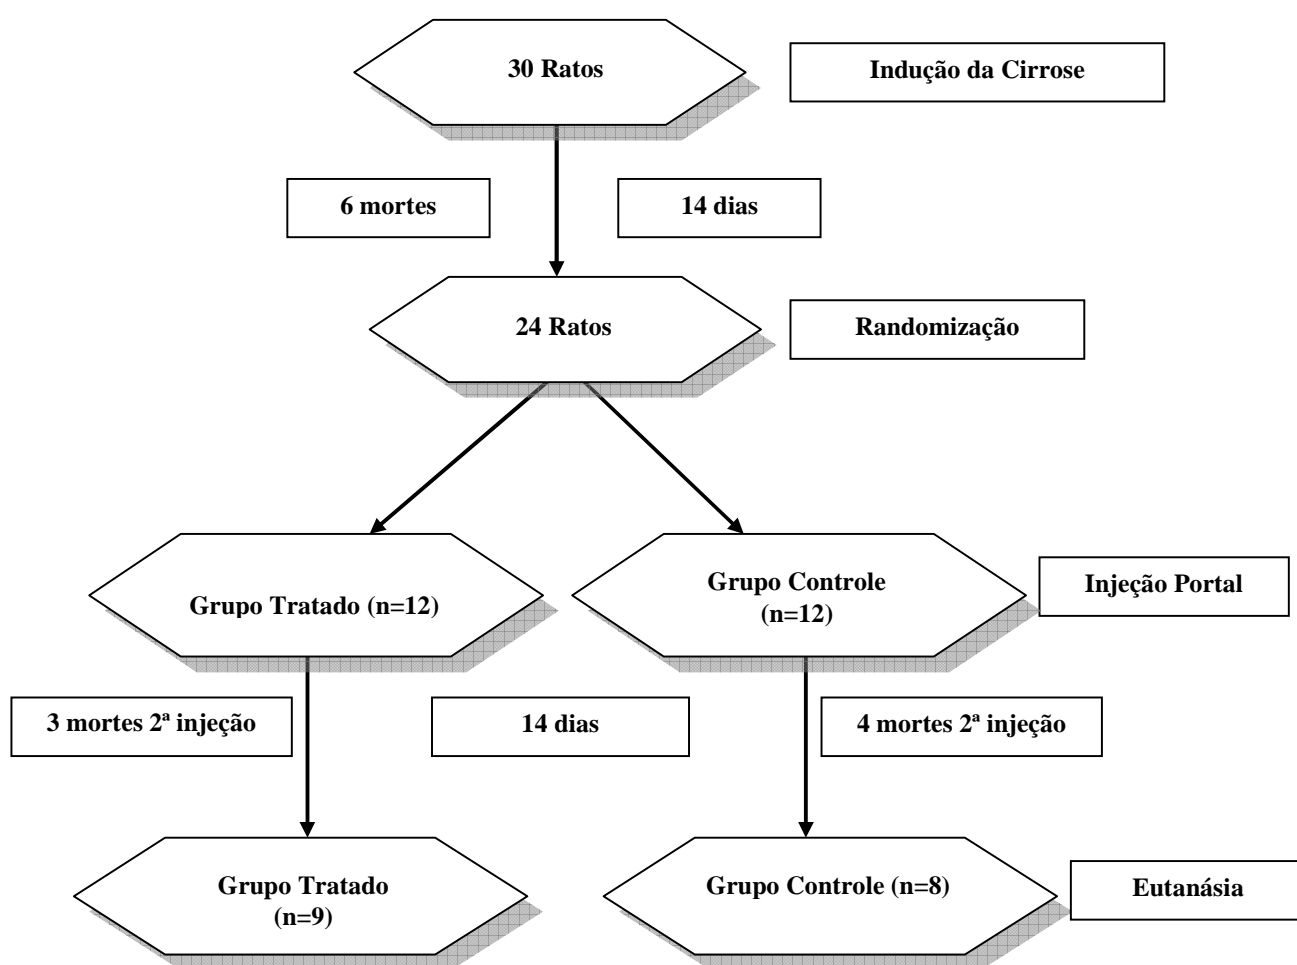 30 Ratos
Indução da Cirrose
6 mortes
14 dias
24 Ratos
Randomização
Grupo Tratado (n=12)
Grupo Controle
(n=12)
Injeção Portal
3 mortes 2ª injeção
14 dias
4 mortes 2ª injeção
Grupo Tratado
(n=9)
Grupo Controle (n=8)
Eutanásia